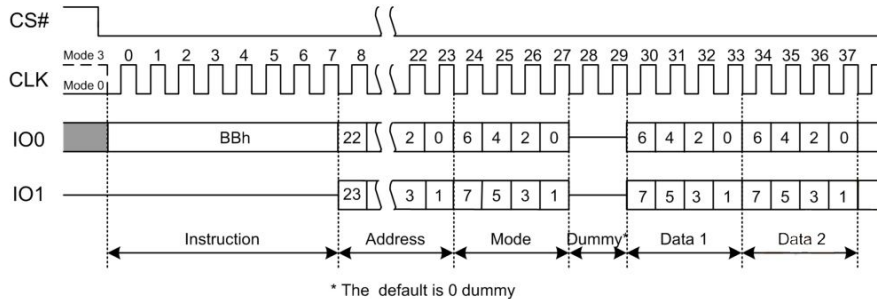 CS#
Mode 3 0 1 2 3 4 5 6 7 8 22 23 24 25 26 27 28 29 30 31 32 33 34 35 36 37
CLK
Mode 0
IO0 BBh 22 2 0 6 4 2 0 6 4 2 0 6 4 2 0
IO1 23 3 1 7 5 3 1 7 5 3 1 7 5 3 1
Instruction Address Mode Dummy* Data 1 Data 2
* The default is 0 dummy